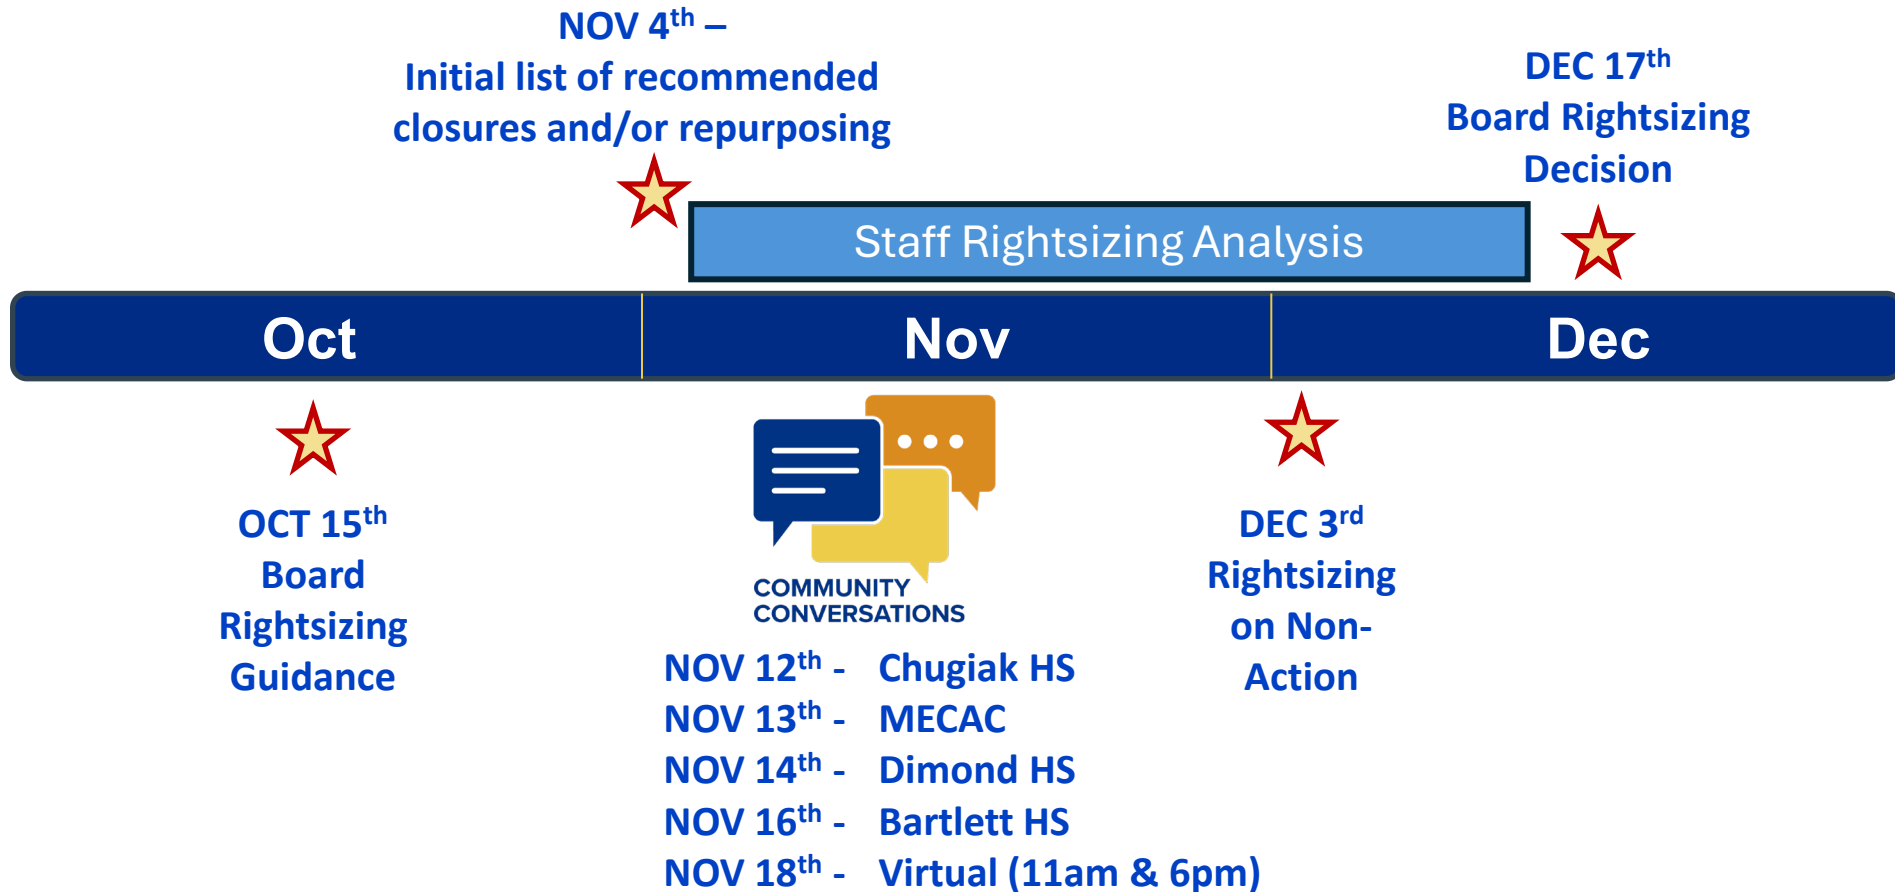 NOV 4th –
Initial list of recommended
closures and/or repurposing
DEC 17th
Board Rightsizing
Decision
Staff Rightsizing Analysis
Oct
Nov
Dec
OCT 15th
Board
Rightsizing
Guidance
COMMUNITY
CONVERSATIONS
NOV 12th - Chugiak HS
NOV 13th - MECAC
NOV 14th - Dimond HS
NOV 16th - Bartlett HS
NOV 18th - Virtual (11am & 6pm)
DEC 3rd
Rightsizing
on Non-
Action